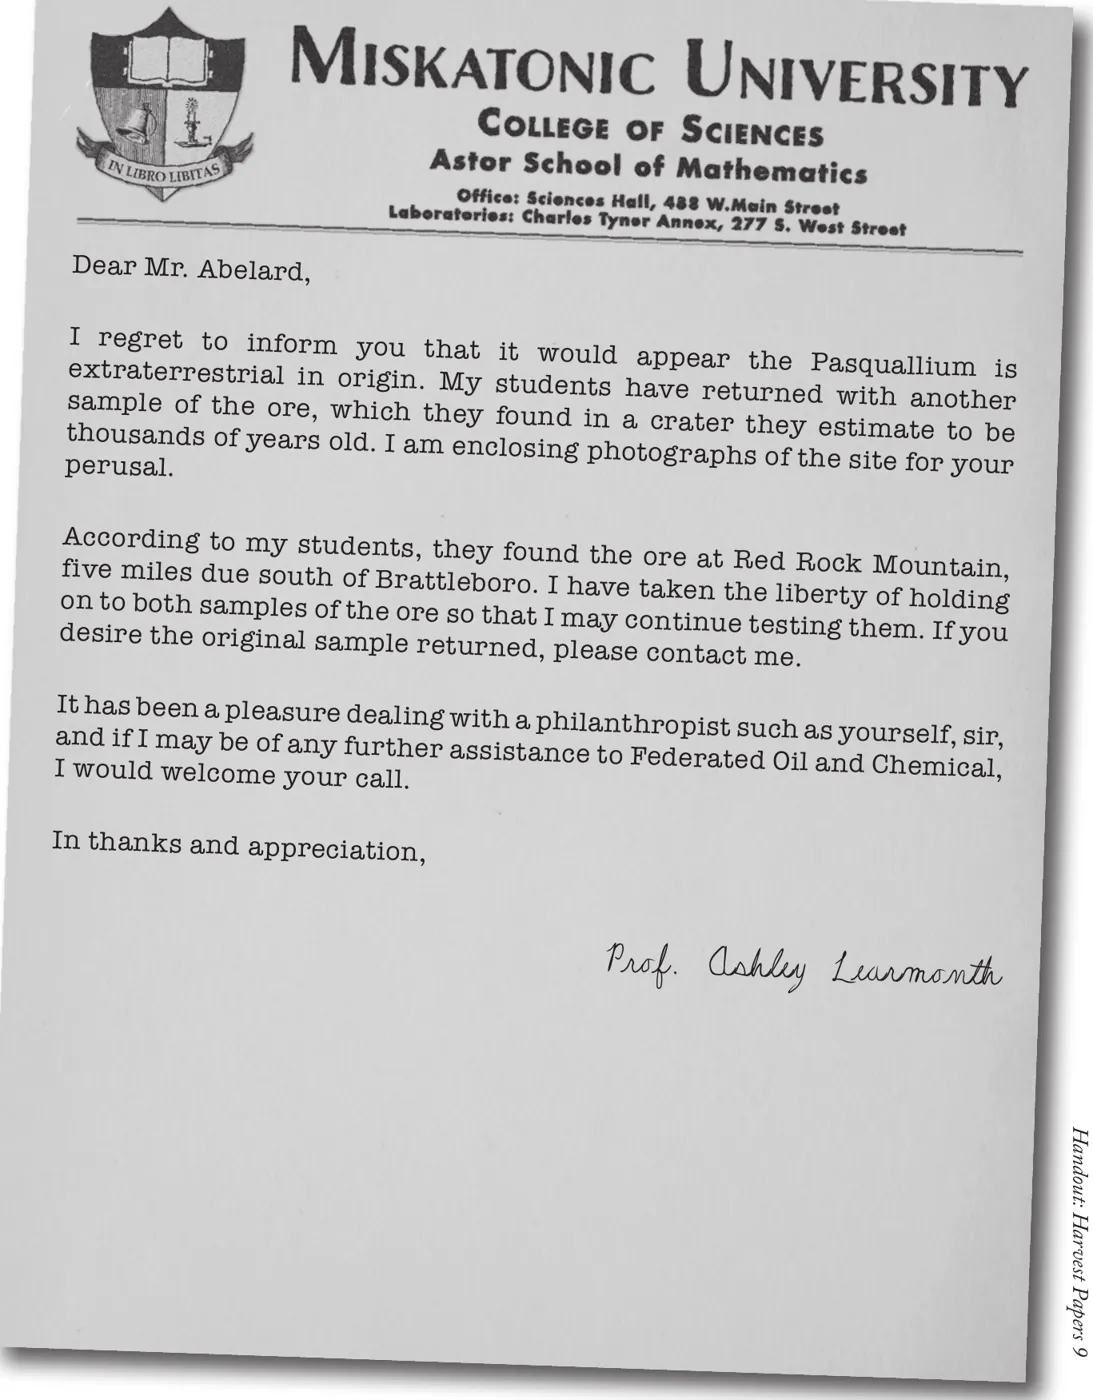 IN LIBRO LIBITAS
MISKATONIC UNIVERSITY
COLLEGE OF SCIENCES
Astor School of Mathematics
Office: Sciences Hall, 488 W.Main Street
Laboratories: Charles Tyner Annex, 277 S. West Street
Dear Mr. Abelard,
I regret to inform you that it would appear the Pasquallium is
extraterrestrial in origin. My students have returned with another
sample of the ore, which they found in a crater they estimate to be
thousands of years old. I am enclosing photographs of the site for your
perusal.
According to my students, they found the ore at Red Rock Mountain,
five miles due south of Brattleboro. I have taken the liberty of holding
on to both samples of the ore so that I may continue testing them. If you
desire the original sample returned, please contact me.
It has been a pleasure dealing with a philanthropist such as yourself, sir,
and if I may be of any further assistance to Federated Oil and Chemical,
I would welcome your call.
In thanks and appreciation,
Prof. Ashley Learmonth
Handout: Harvest Papers 9